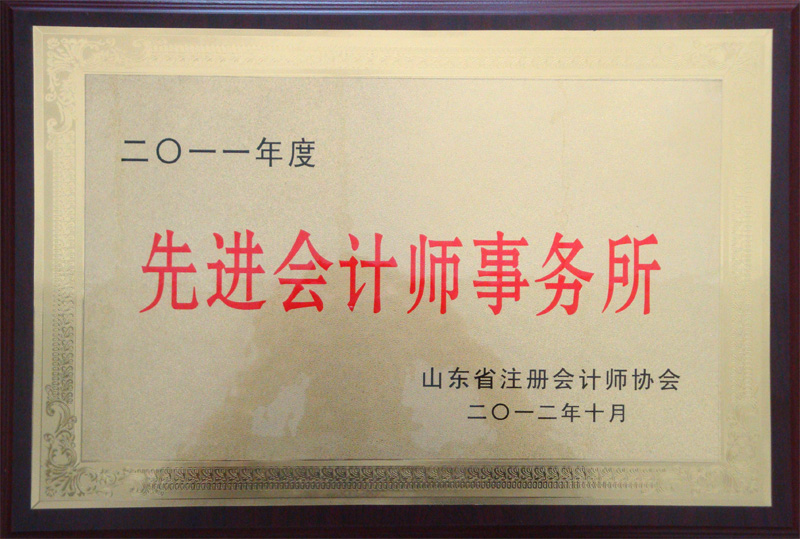 二〇一一年度
先进会计师事务所
山东省注册会计师协会
二〇一二年十月